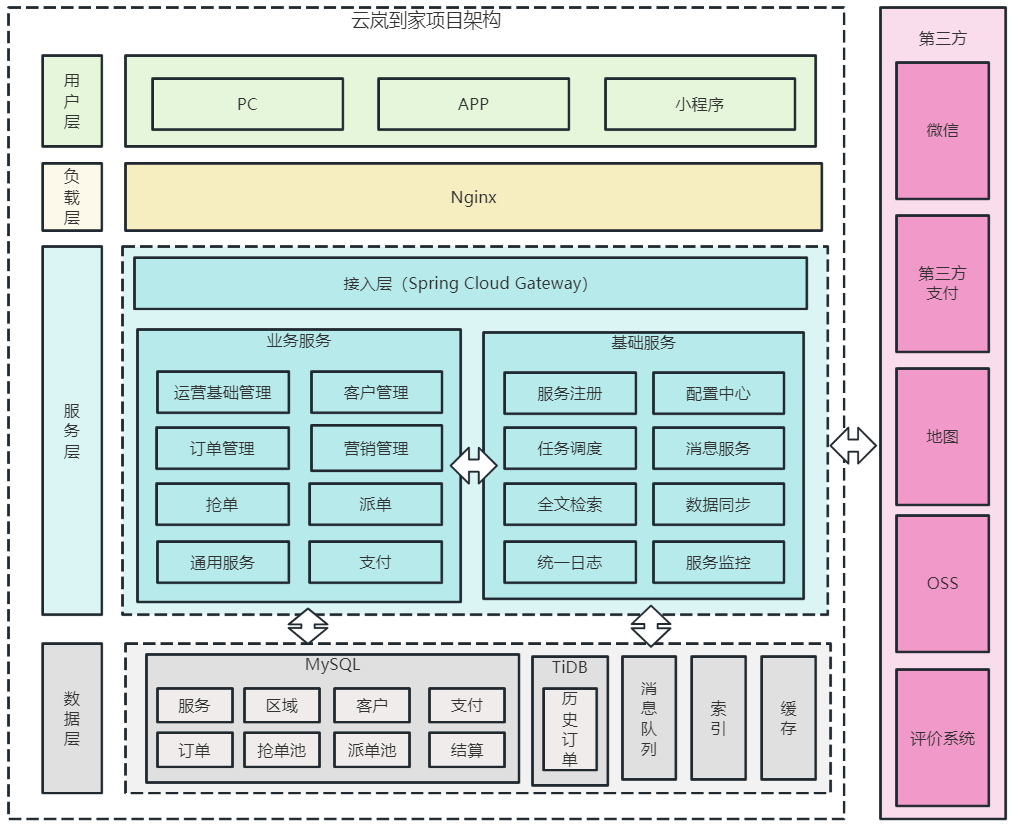 云岚到家项目架构
用
户
层
PC
APP
小程序
负
载
层
Nginx
服
务
层
接入层（Spring Cloud Gateway）
业务服务
运营基础管理
客户管理
订单管理
营销管理
抢单
派单
通用服务
支付
基础服务
服务注册
配置中心
任务调度
消息服务
全文检索
数据同步
统一日志
服务监控
数
据
层
MySQL
服务
区域
客户
支付
订单
抢单池
派单池
结算
TiDB
历
史
订
单
消
息
队
列
索
引
缓
存
第三方
微信
第三方
支付
地图
OSS
评价系统